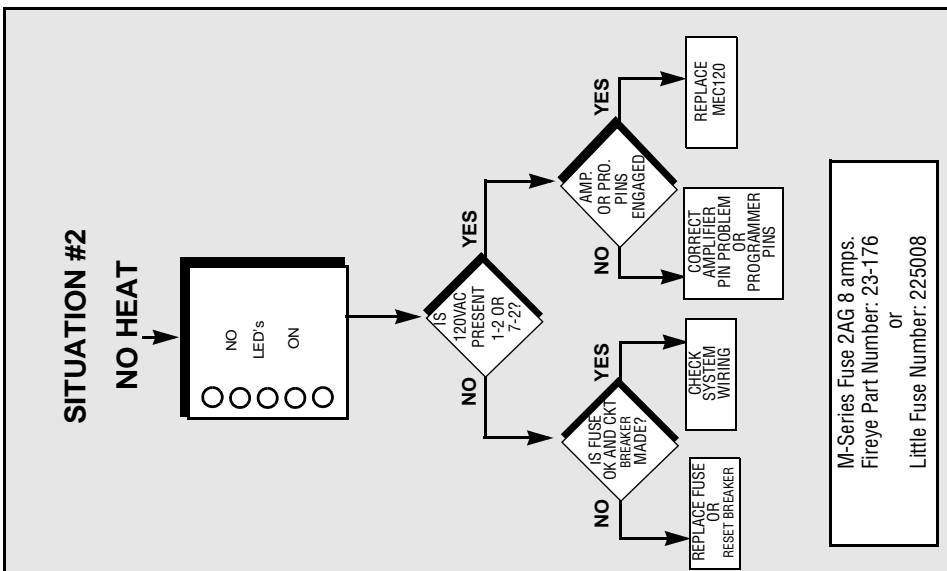 SITUATION #2
NO HEAT
NO
LED's
ON
IS
120VAC
PRESENT
1-2 OR
7-2?
NO
YES
IS FUSE
OK AND CKT
BREAKER
MADE?
NO
YES
REPLACE FUSE
OR
RESET BREAKER
CHECK
SYSTEM
WIRING
AMP.
OR PRO.
PINS
ENGAGED
NO
YES
CORRECT
AMPLIFIER
PIN PROBLEM
OR
PROGRAMMER
PINS
REPLACE
MEC120
M-Series Fuse 2AG 8 amps.
Fireye Part Number: 23-176
or
Little Fuse Number: 225008